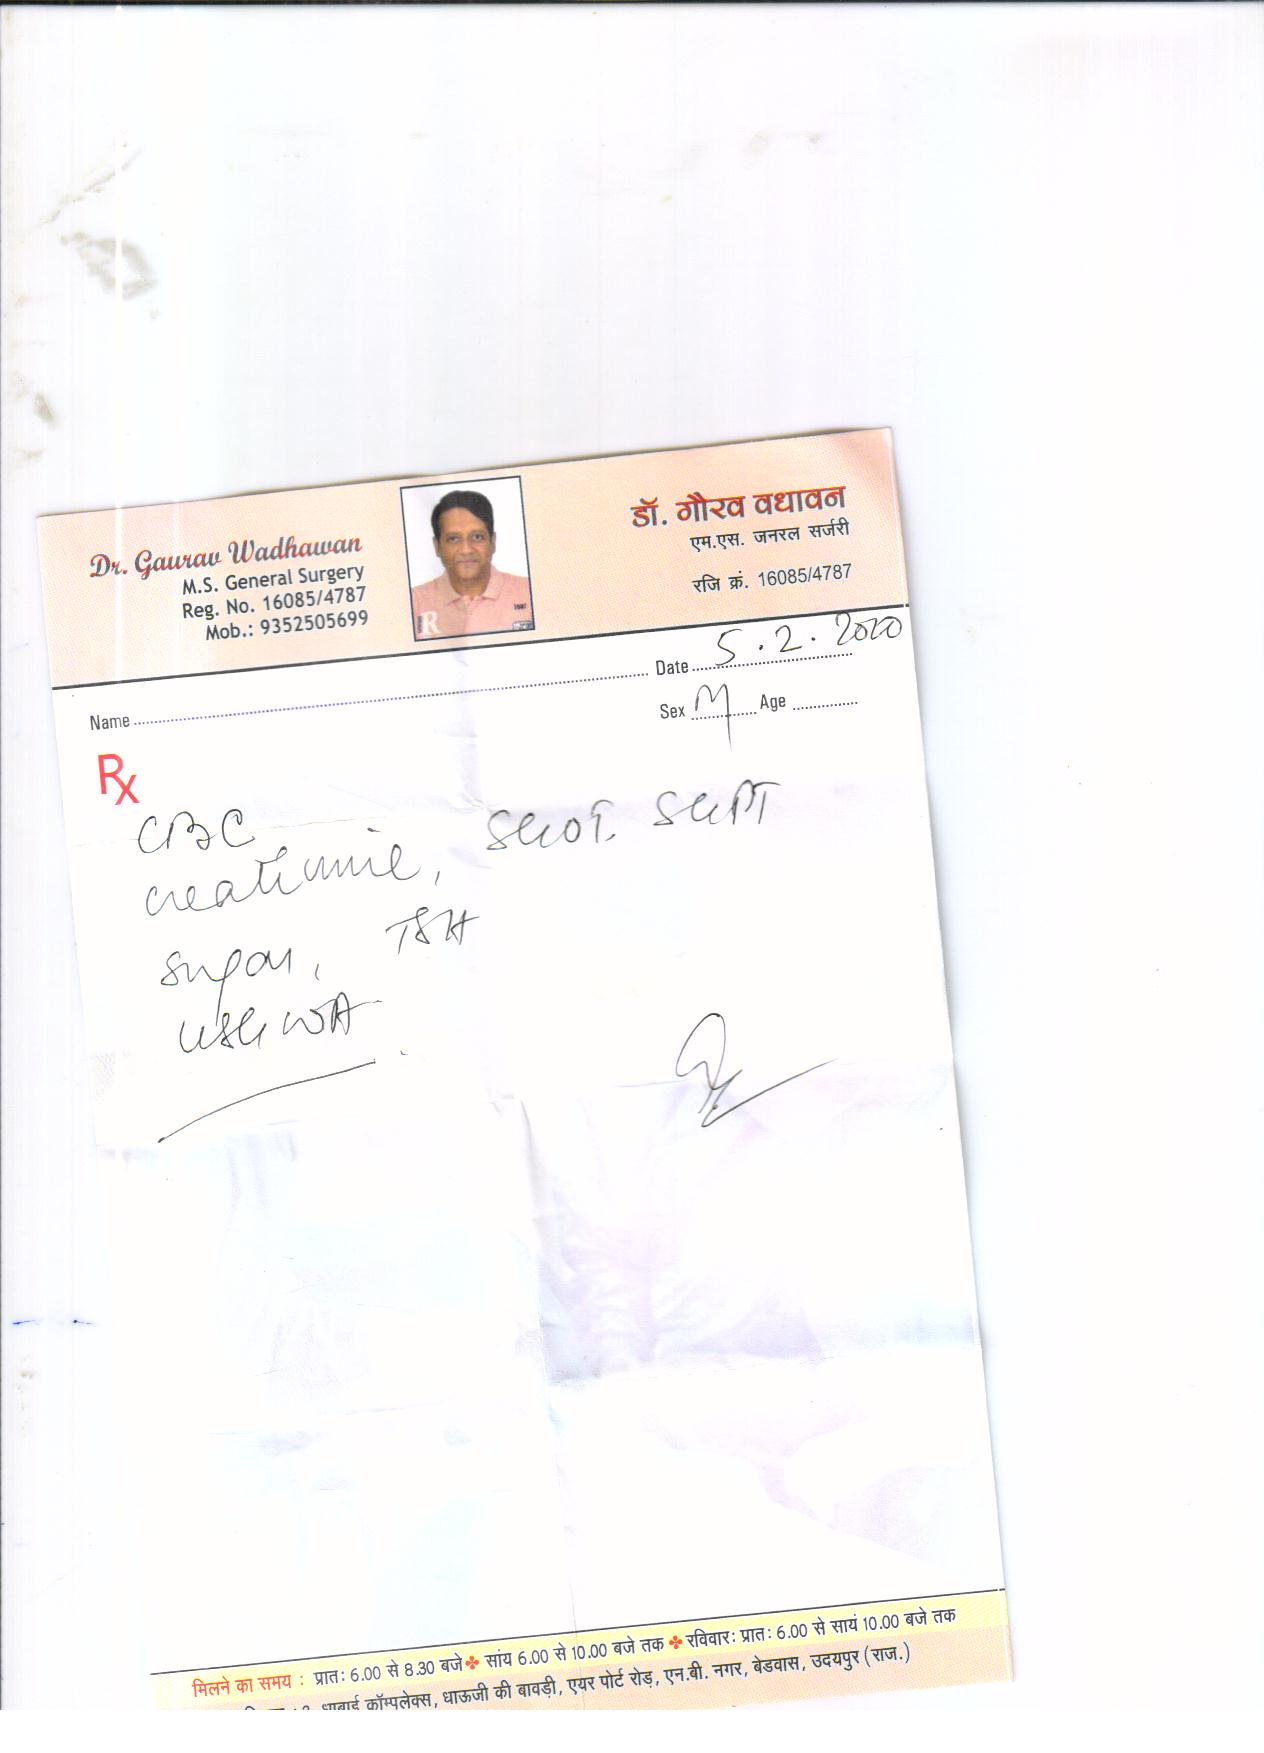 Dr. Gaurav Wadhawan
M.S. General Surgery
Reg. No. 16085/4787
Mob.: 9352505699
डॉ. गौरव वधावन
एम.एस. जनरल सर्जरी
रजि क्रं. 16085/4787
Name
Date 5.2.2020
Sex M Age
Rx
CBC
creatinine, SGOT. SGPT
sugar, TSH
USG WA
मिलने का समय : प्रातः 6.00 से 8.30 बजे सांय 6.00 से 10.00 बजे तक रविवारः प्रातः 6.00 से सायं 10.00 बजे तक
धाबाई कॉम्पलेक्स, धाऊजी की बावड़ी, एयर पोर्ट रोड़, एन.बी. नगर, बेडवास, उदयपुर (राज.)